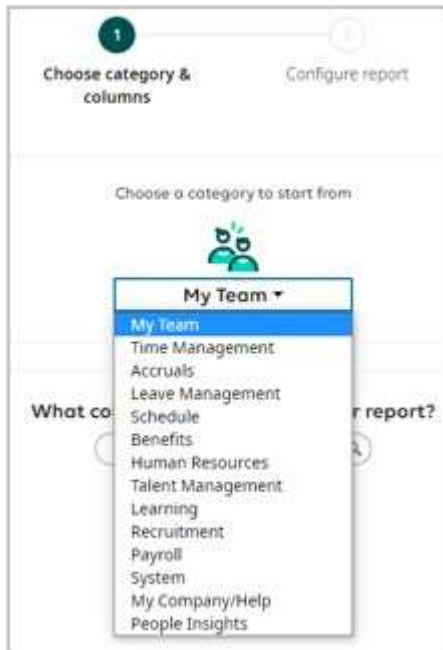 1
Choose category &
columns
Configure report
Choose a category to start from
My Team
My Team
Time Management
Accruals
Leave Management
What co r report?
Schedule
Benefits
Human Resources
Talent Management
Learning
Recruitment
Payroll
System
My Company/Help
People Insights